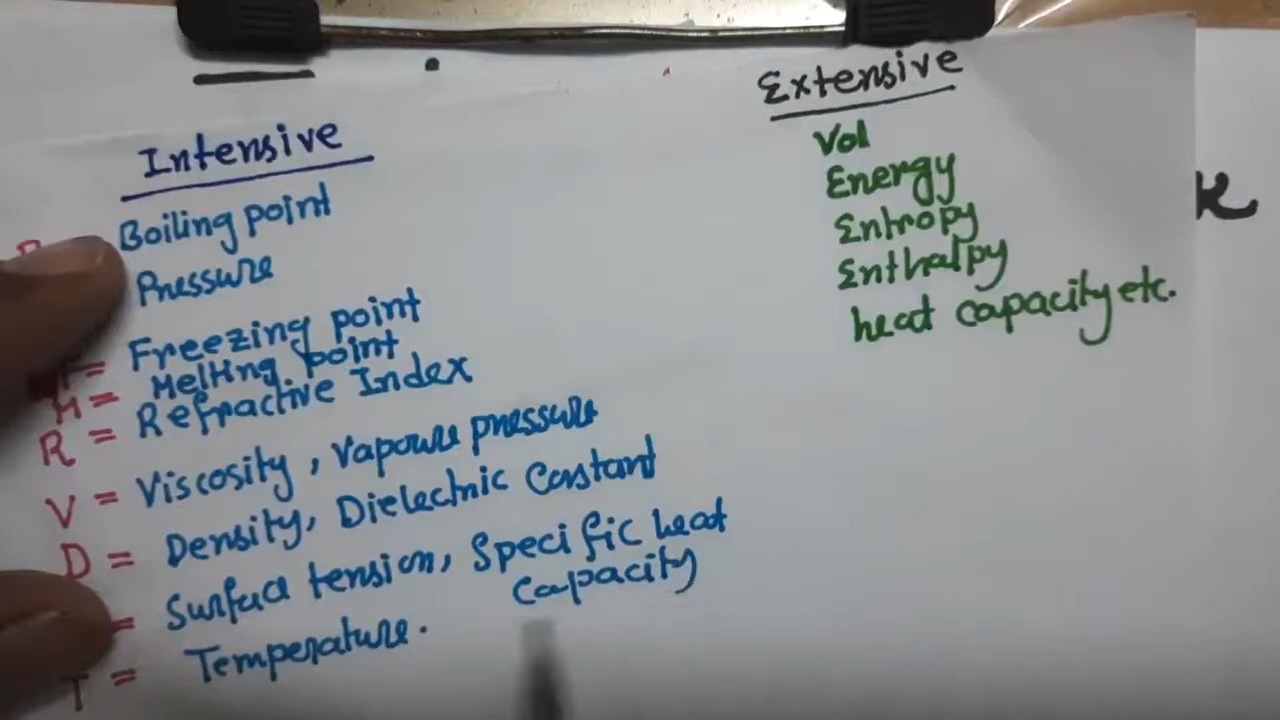 Intensive
Boiling point
Pressure
F = Freezing point
M = Melting point
R = Refractive Index
V = Viscosity, Vapoure pressure
D = Density, Dielectric Constant
= Surface tension, Specific heat
capacity
T = Temperature.
Extensive
Vol
Energy
Entropy
Enthalpy
heat capacity etc.